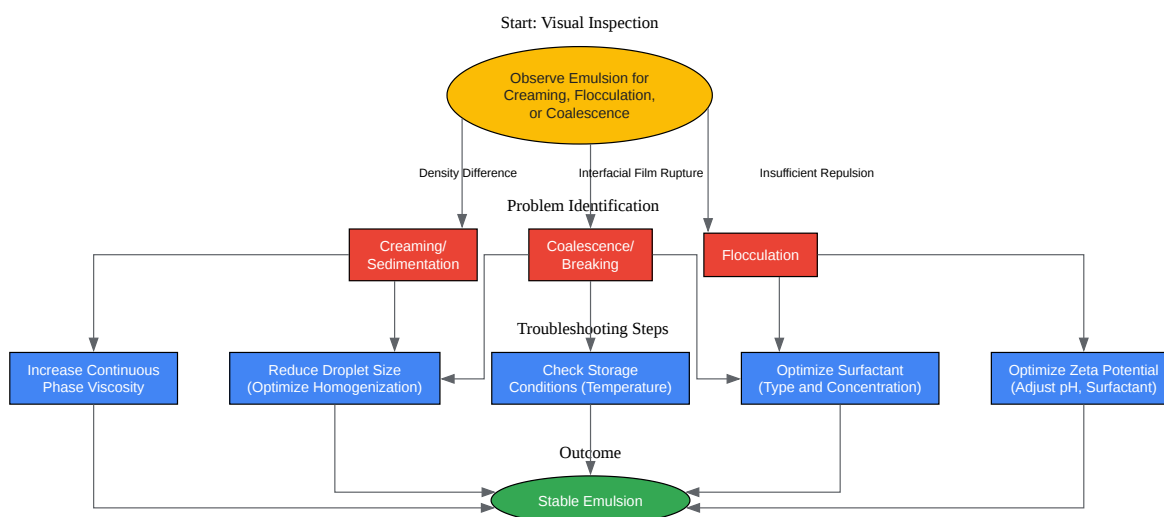 Start: Visual Inspection
Observe Emulsion for
Creaming, Flocculation,
or Coalescence
Density Difference
Interfacial Film Rupture
Insufficient Repulsion
Problem Identification
Creaming/
Sedimentation
Coalescence/
Breaking
Flocculation
Troubleshooting Steps
Increase Continuous
Phase Viscosity
Reduce Droplet Size
(Optimize Homogenization)
Check Storage
Conditions (Temperature)
Optimize Surfactant
(Type and Concentration)
Optimize Zeta Potential
(Adjust pH, Surfactant)
Outcome
Stable Emulsion